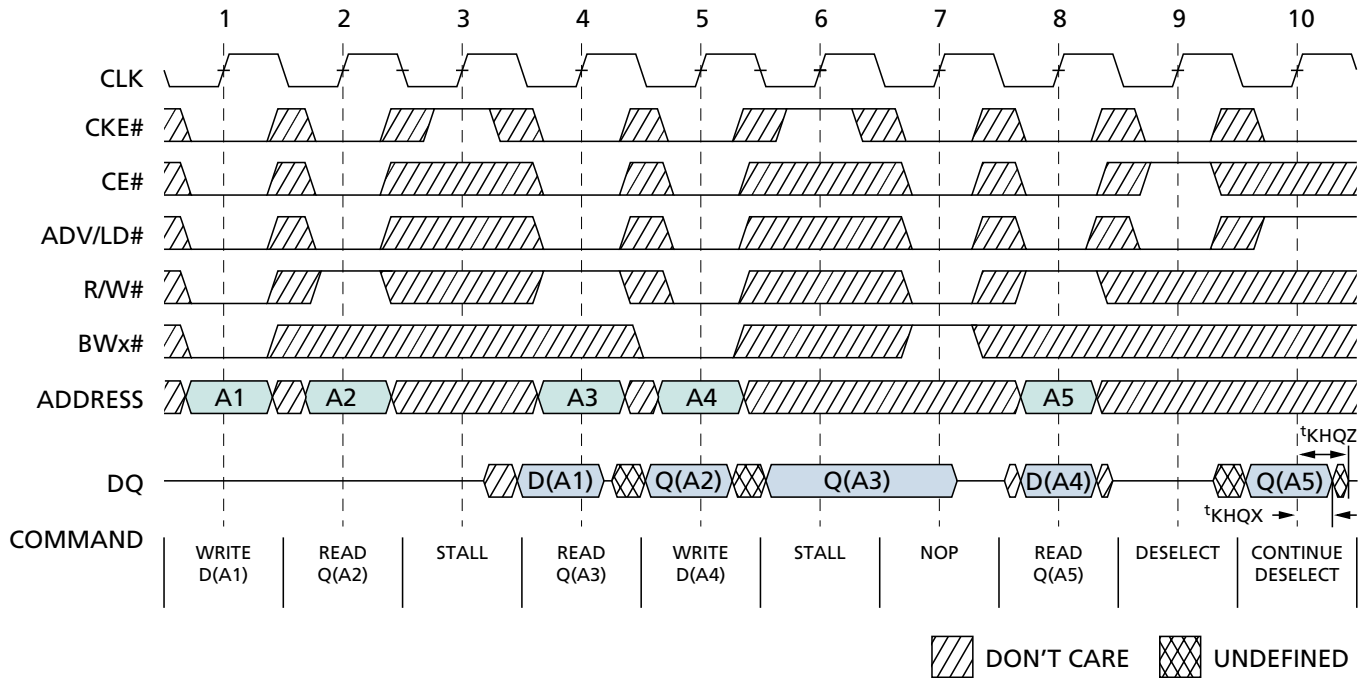 1 2 3 4 5 6 7 8 9 10
CLK
CKE#
CE#
ADV/LD#
R/W#
BWx#
ADDRESS A1 A2 A3 A4 A5
tKHQZ
DQ D(A1) Q(A2) Q(A3) D(A4) Q(A5)
tKHQX
COMMAND
WRITE READ STALL READ WRITE STALL NOP READ DESELECT CONTINUE
D(A1) Q(A2) Q(A3) D(A4) Q(A5) DESELECT
DON'T CARE UNDEFINED